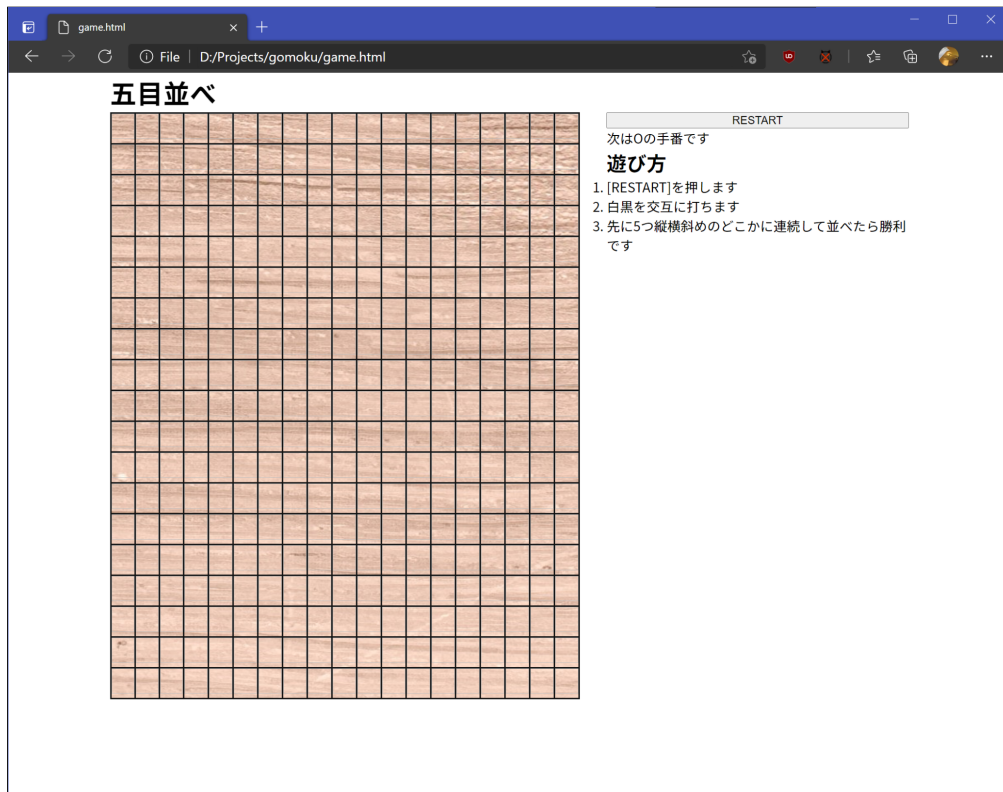 game.html
File
D:/Projects/gomoku/game.html
五目並べ
RESTART
次はOの手番です
遊び方
1. [RESTART]を押します
2. 白黒を交互に打ちます
3. 先に5つ縦横斜めのどこかに連続して並べたら勝利
です